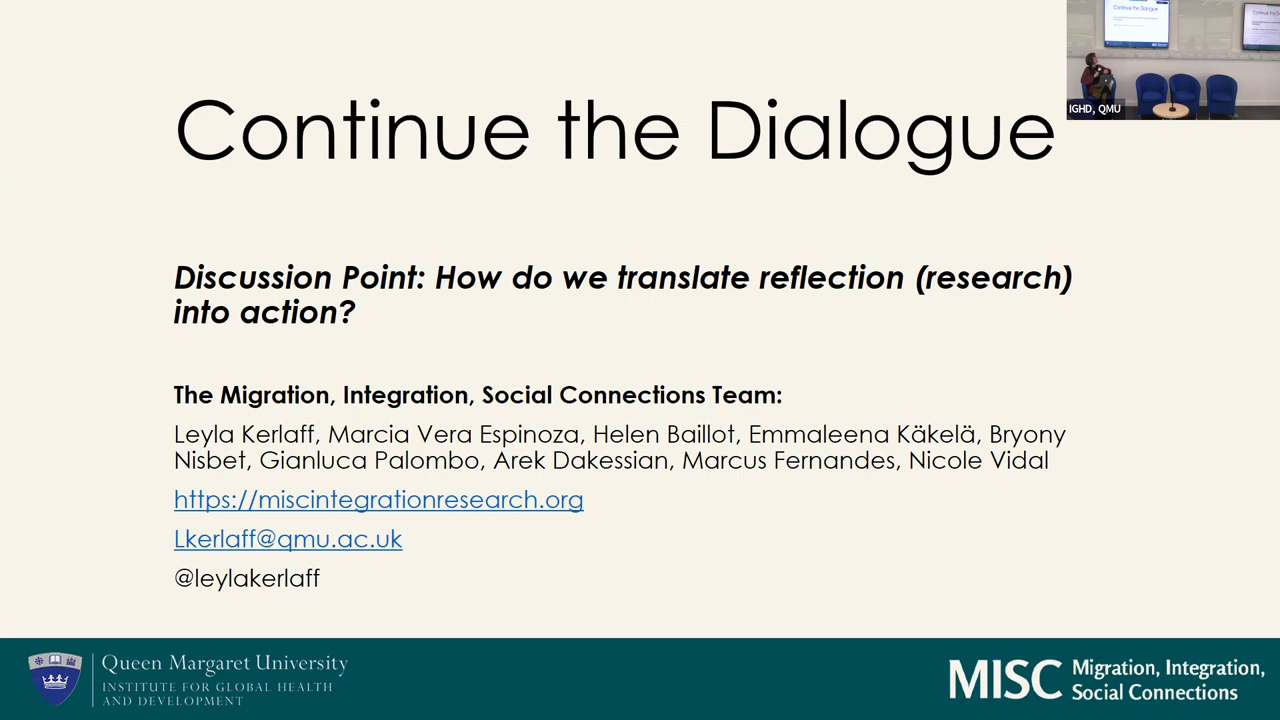 Continue the Dialogue
Continue the Dialogue
IGHD, QMU
Discussion Point: How do we translate reflection (research)
into action?
The Migration, Integration, Social Connections Team:
Leyla Kerlaff, Marcia Vera Espinoza, Helen Baillot, Emmaleena Käkelä, Bryony
Nisbet, Gianluca Palombo, Arek Dakessian, Marcus Fernandes, Nicole Vidal
https://miscintegrationresearch.org
Lkerlaff@qmu.ac.uk
@leylakerlaff
Queen Margaret University
INSTITUTE FOR GLOBAL HEALTH
AND DEVELOPMENT
MISC
Migration, Integration,
Social Connections